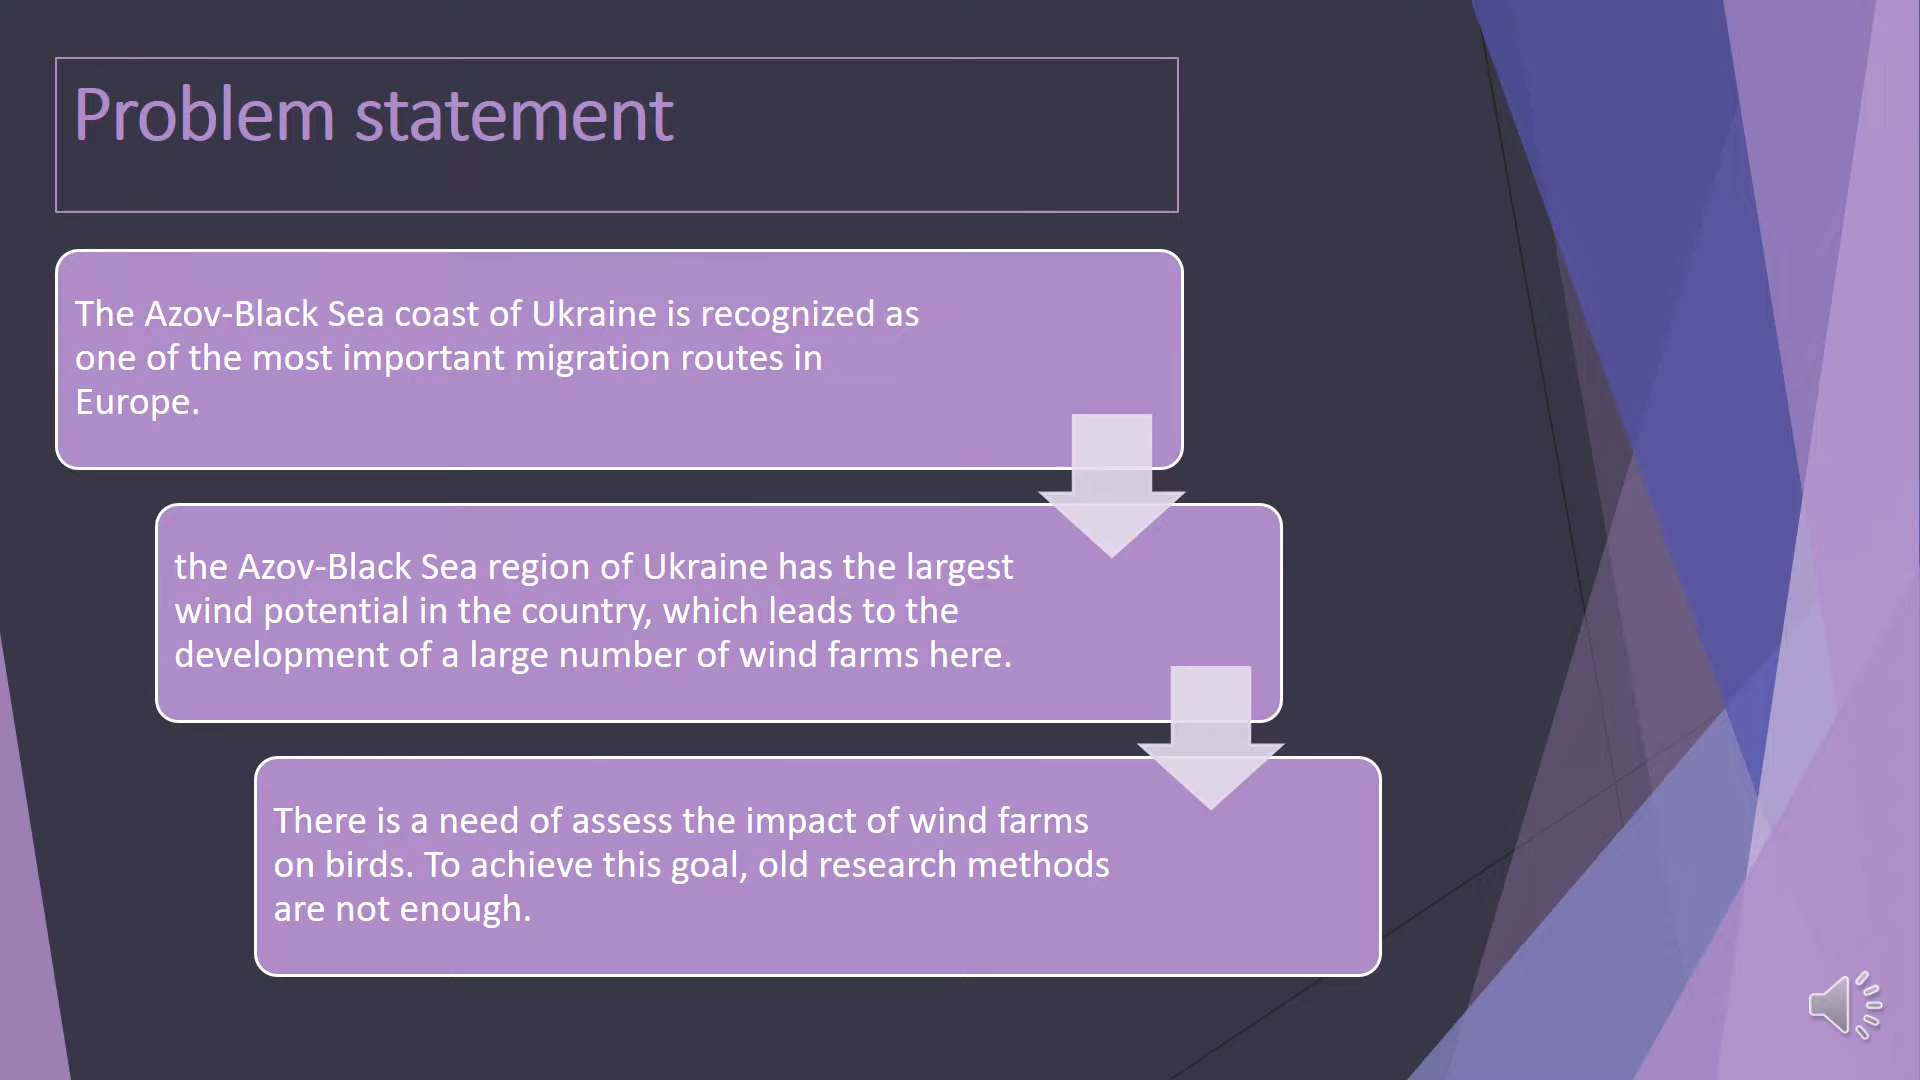 Problem statement
The Azov-Black Sea coast of Ukraine is recognized as
one of the most important migration routes in
Europe.
the Azov-Black Sea region of Ukraine has the largest
wind potential in the country, which leads to the
development of a large number of wind farms here.
There is a need of assess the impact of wind farms
on birds. To achieve this goal, old research methods
are not enough.